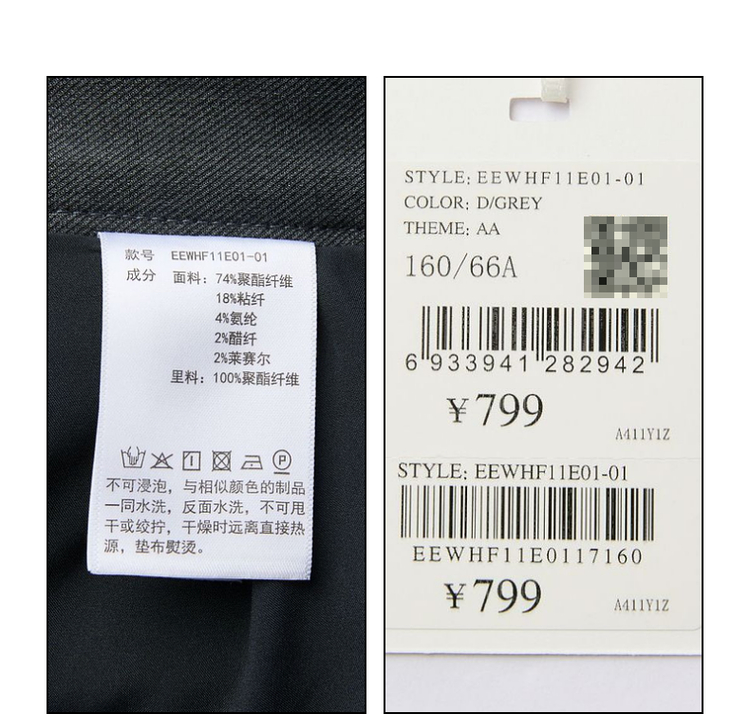 款号 EEWHF11E01-01
成分 面料: 74%聚酯纤维
18%粘纤
4%氨纶
2%醋纤
2%莱赛尔
里料: 100%聚酯纤维
不可浸泡，与相似颜色的制品
一同水洗，反面水洗，不可甩
干或绞拧，干燥时远离直接热
源，垫布熨烫。
STYLE: EEWHF11E01-01
COLOR: D/GREY
THEME: AA
160/66A
6 933941 282942
￥799
A411Y1Z
STYLE: EEWHF11E01-01
EEWHF11E0117160
￥799
A411Y1Z